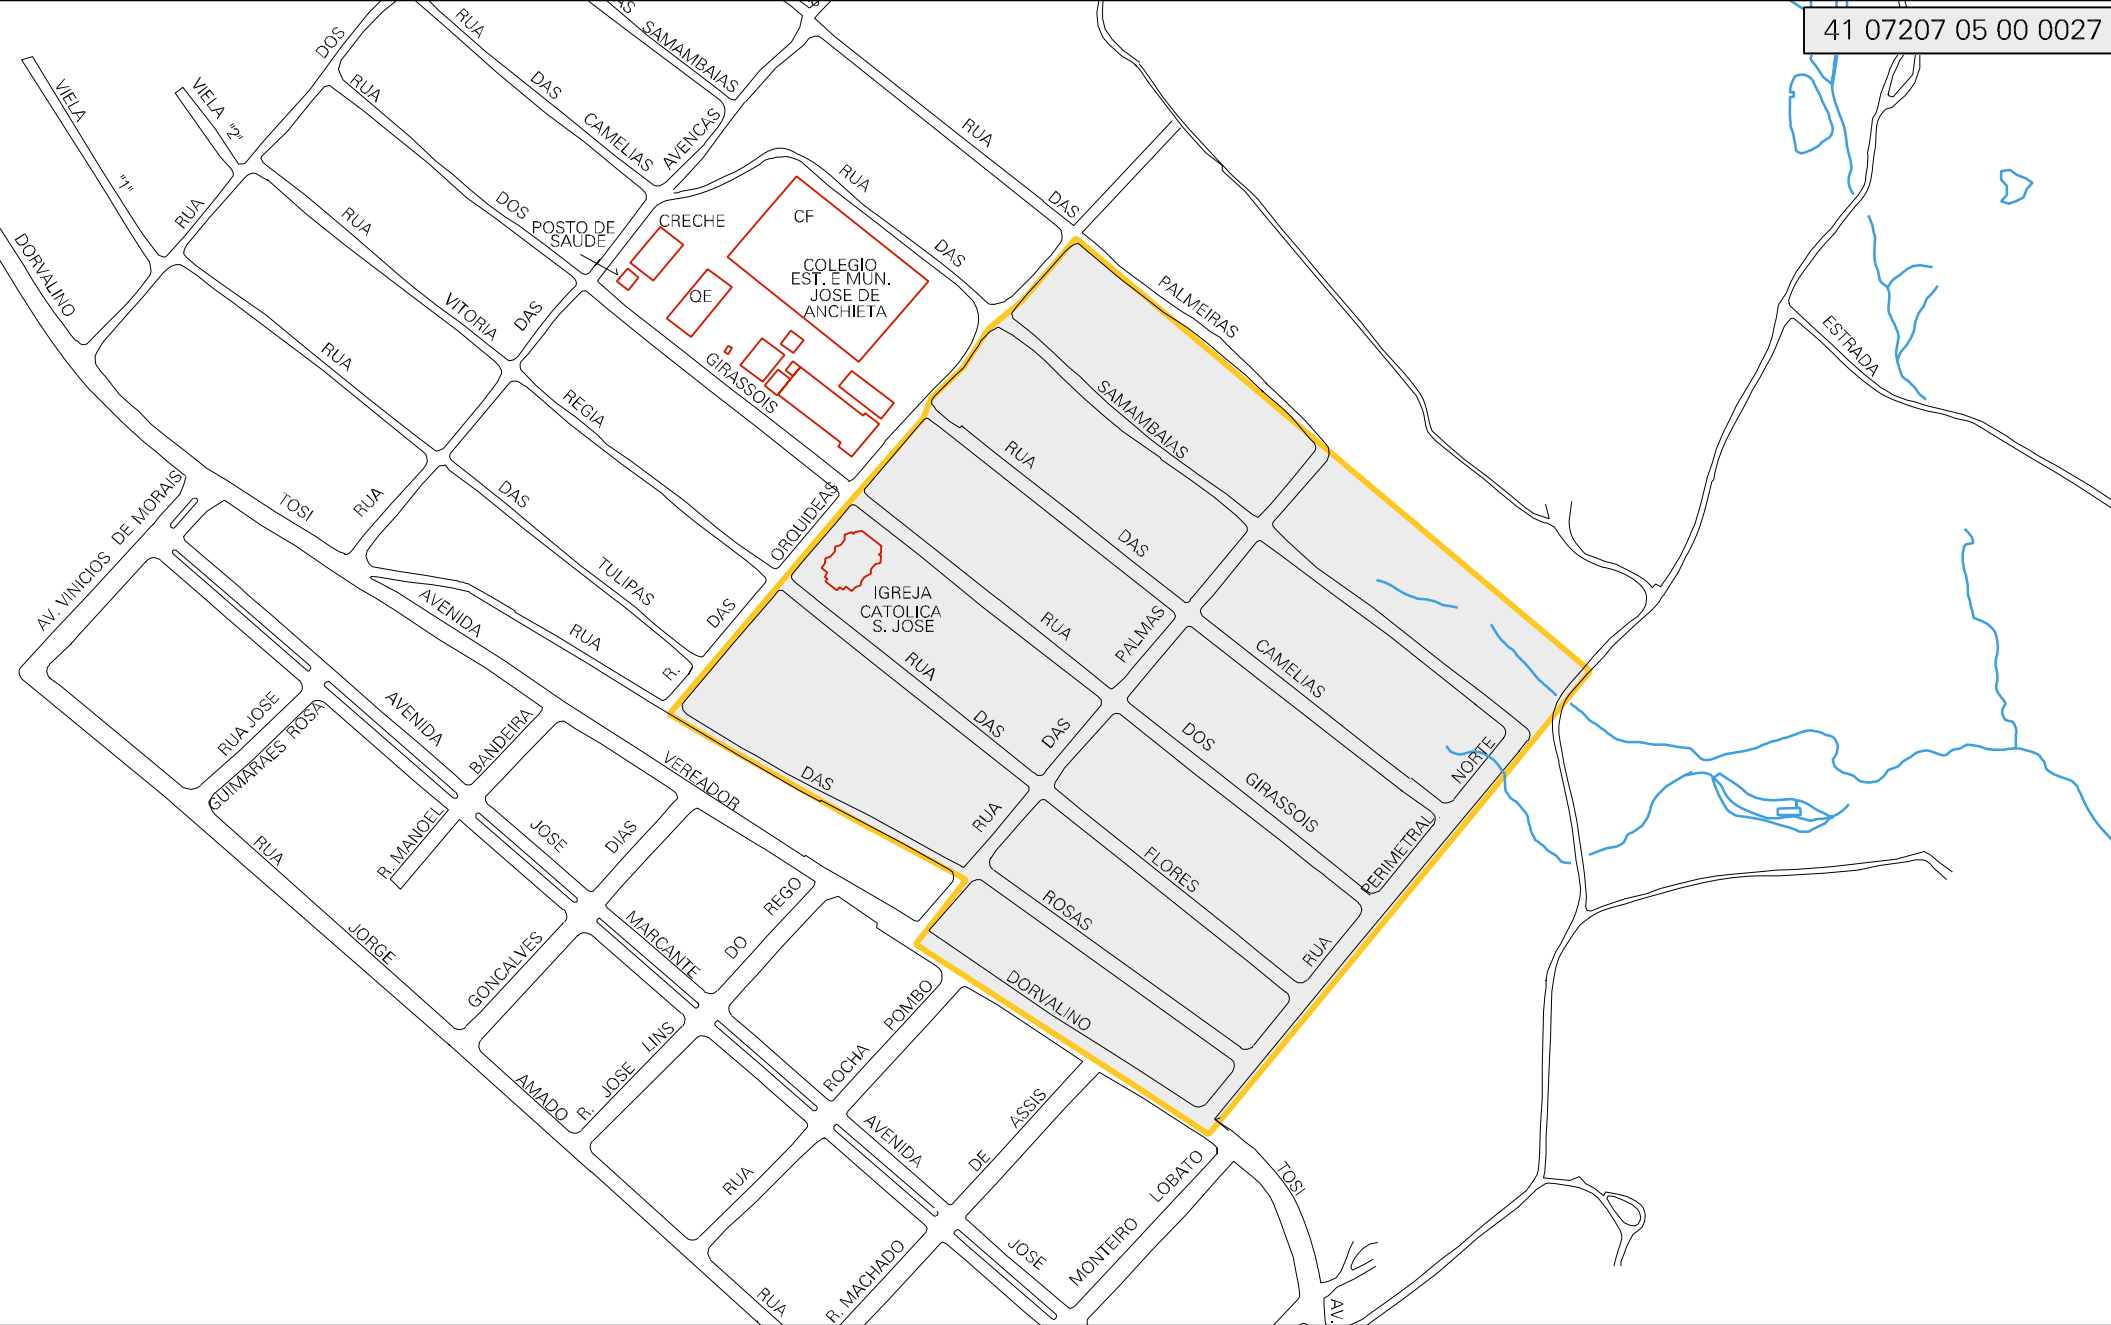 41 07207 05 00 0027
DOS
RUA
DAS
CAMELIAS
AS
SAMAMBAIAS
AVENCAS
VIELA
"1"
VIELA "2"
RUA
RUA
DOS
DORVALINO
RUA
VITORIA
DAS
REGIA
POSTO DE
SAUDE
CRECHE
CF
QE
COLEGIO
EST. E MUN.
JOSE DE
ANCHIETA
GIRASSOIS
RUA
DAS
RUA
DAS
PALMEIRAS
ESTRADA
RUA
TOSI
RUA
DAS
TULIPAS
ORQUIDEAS
DAS
R.
RUA
AVENIDA
AV. VINICIOS DE MORAIS
SAMAMBAIAS
RUA
DAS
CAMELIAS
RUA
DOS
GIRASSOIS
PALMAS
DAS
RUA
IGREJA
CATOLICA
S. JOSE
RUA
DAS
FLORES
DAS
ROSAS
NORTE
PERIMETRAL
RUA
DORVALINO
TOSI
AV.
VEREADOR
AVENIDA
JOSE
MARCANTE
AVENIDA
JOSE
RUA JOSE
GUIMARAES ROSA
BANDEIRA
R. MANOEL
DIAS
GONCALVES
REGO
DO
LINS
JOSE
R.
POMBO
ROCHA
RUA
ASSIS
DE
R. MACHADO
LOBATO
MONTEIRO
RUA
JORGE
AMADO
RUA